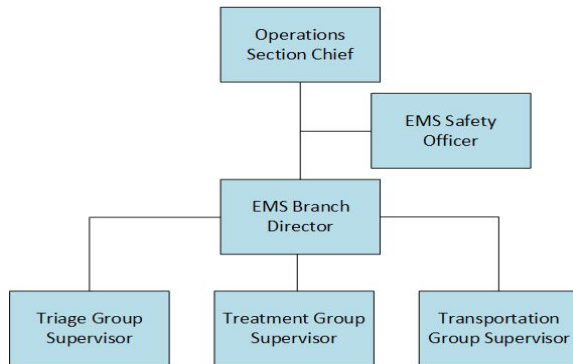 Operations
Section Chief
EMS Safety
Officer
EMS Branch
Director
Triage Group
Supervisor
Treatment Group
Supervisor
Transportation
Group Supervisor